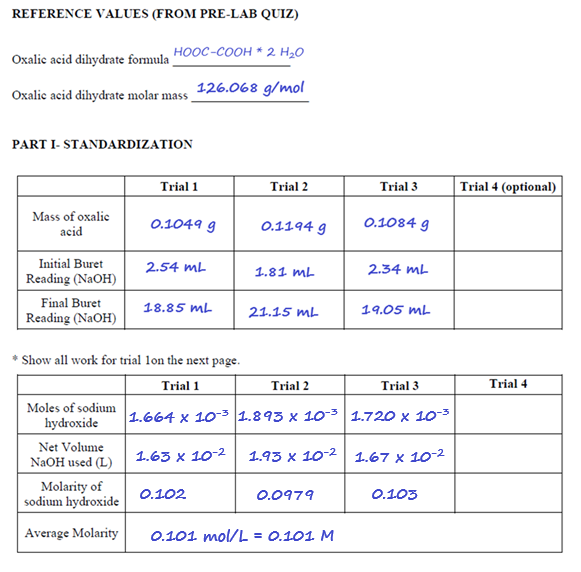 REFERENCE VALUES (FROM PRE-LAB QUIZ)
Oxalic acid dihydrate formula HOOC-COOH * 2 H₂O
Oxalic acid dihydrate molar mass 126.068 g/mol
PART I- STANDARDIZATION
Trial 1 Trial 2 Trial 3 Trial 4 (optional)
Mass of oxalic acid 0.1049 g 0.1194 g 0.1084 g
Initial Buret Reading (NaOH) 2.54 mL 1.81 mL 2.34 mL
Final Buret Reading (NaOH) 18.85 mL 21.15 mL 19.05 mL
* Show all work for trial 1on the next page.
Trial 1 Trial 2 Trial 3 Trial 4
Moles of sodium hydroxide 1.664 x 10⁻³ 1.893 x 10⁻³ 1.720 x 10⁻³
Net Volume NaOH used (L) 1.63 x 10⁻² 1.93 x 10⁻² 1.67 x 10⁻²
Molarity of sodium hydroxide 0.102 0.0979 0.103
Average Molarity 0.101 mol/L = 0.101 M